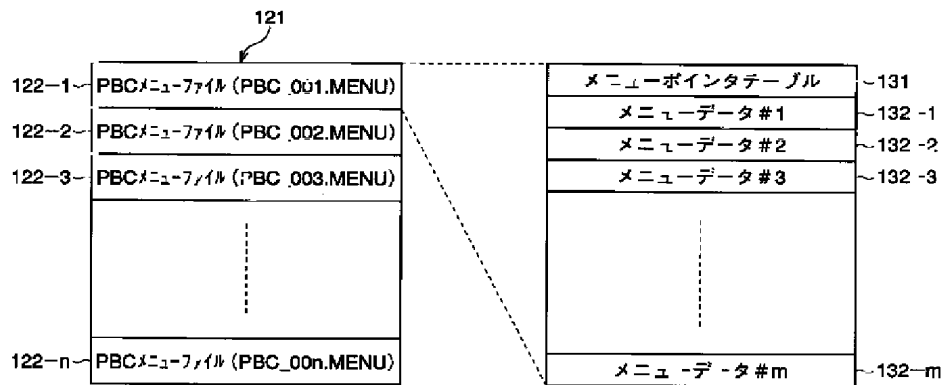 121
122-1 PBCメニューファイル (PBC_001.MENU)
122-2 PBCメニューファイル (PBC_002.MENU)
122-3 PBCメニューファイル (PBC_003.MENU)
122-n PBCメニューファイル (PBC_00n.MENU)
メニューポインタテーブル 131
メニューデータ#1 132-1
メニューデータ#2 132-2
メニューデータ#3 132-3
メニューデータ#m 132-m